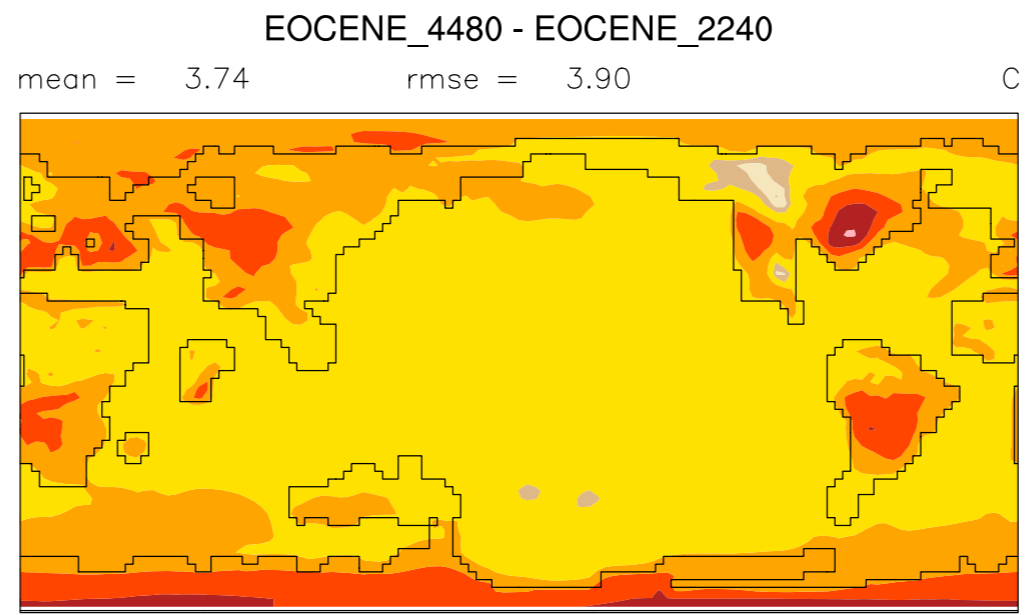 EOCENE_4480 - EOCENE_2240
mean = 3.74 rmse = 3.90 C